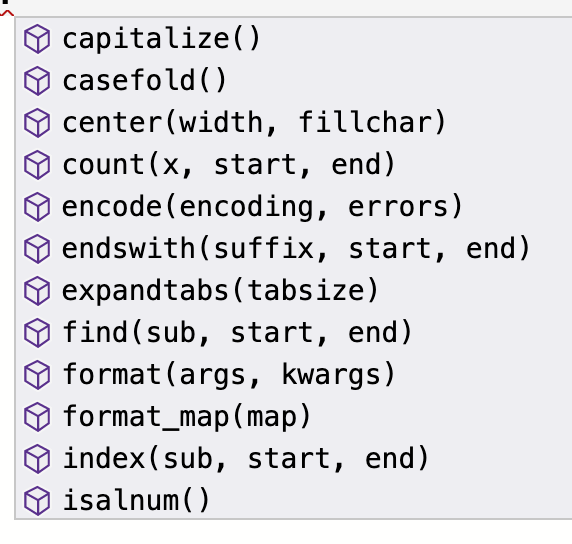 capitalize()
casefold()
center(width, fillchar)
count(x, start, end)
encode(encoding, errors)
endswith(suffix, start, end)
expandtabs(tabsize)
find(sub, start, end)
format(args, kwargs)
format_map(map)
index(sub, start, end)
isalnum()